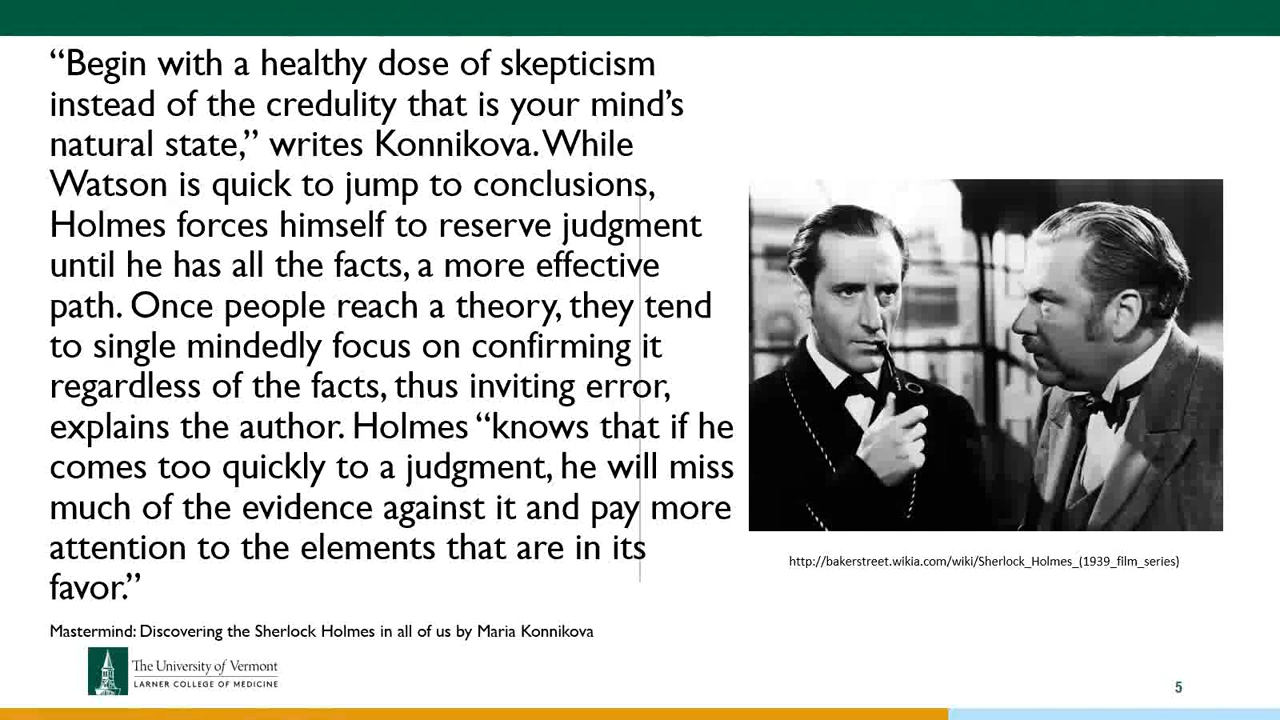 “Begin with a healthy dose of skepticism
instead of the credulity that is your mind’s
natural state,” writes Konnikova. While
Watson is quick to jump to conclusions,
Holmes forces himself to reserve judgment
until he has all the facts, a more effective
path. Once people reach a theory, they tend
to single mindedly focus on confirming it
regardless of the facts, thus inviting error,
explains the author. Holmes “knows that if he
comes too quickly to a judgment, he will miss
much of the evidence against it and pay more
attention to the elements that are in its
favor.”
Mastermind: Discovering the Sherlock Holmes in all of us by Maria Konnikova
http://bakerstreet.wikia.com/wiki/Sherlock_Holmes_(1939_film_series)
The University of Vermont
LARNER COLLEGE OF MEDICINE
5